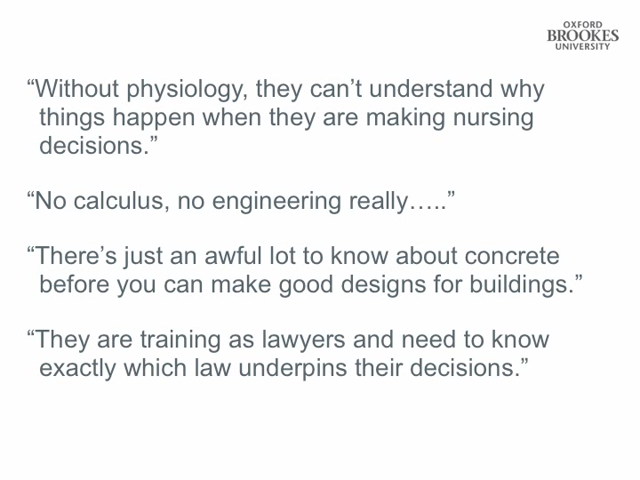 OXFORD
BROOKES
UNIVERSITY
“Without physiology, they can’t understand why
things happen when they are making nursing
decisions.”
“No calculus, no engineering really…..”
“There’s just an awful lot to know about concrete
before you can make good designs for buildings.”
“They are training as lawyers and need to know
exactly which law underpins their decisions.”